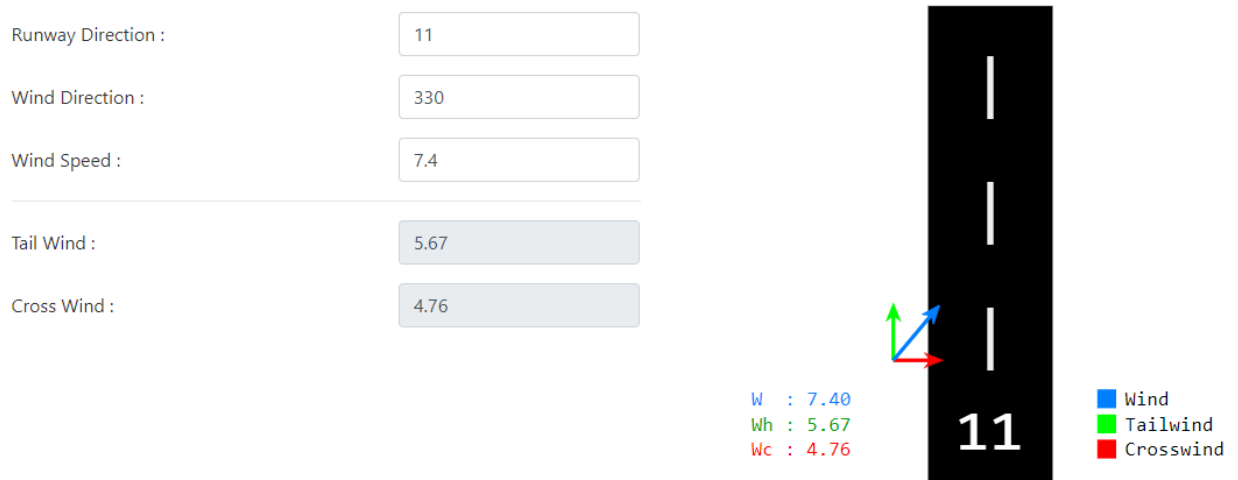 Runway Direction : 11
Wind Direction : 330
Wind Speed : 7.4
Tail Wind : 5.67
Cross Wind : 4.76
W : 7.40
Wh : 5.67
Wc : 4.76
11
Wind
Tailwind
Crosswind